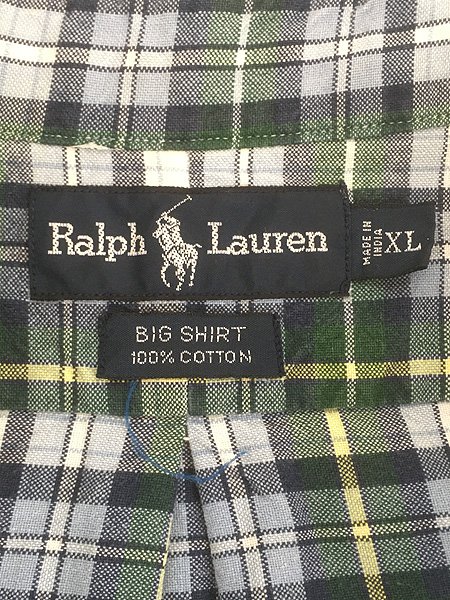 Ralph Lauren
MADE IN
INDIA
XL
BIG SHIRT
100% COTTON